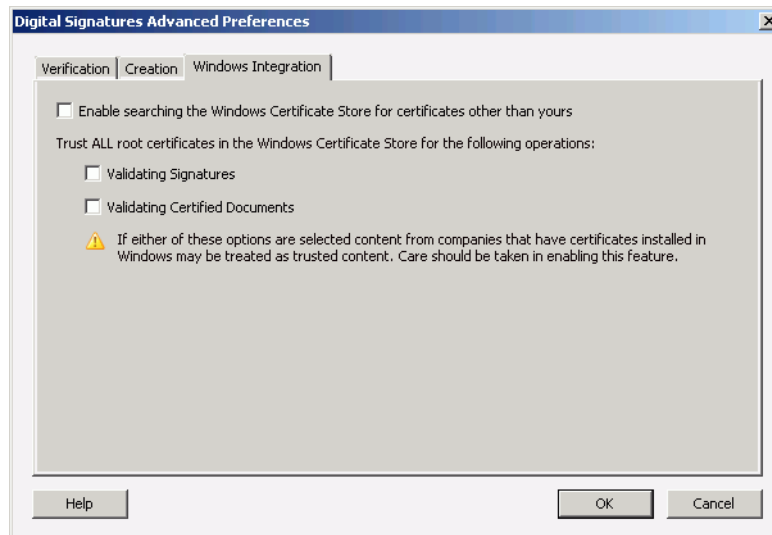 Digital Signatures Advanced Preferences
Verification Creation Windows Integration
Enable searching the Windows Certificate Store for certificates other than yours
Trust ALL root certificates in the Windows Certificate Store for the following operations:
Validating Signatures
Validating Certified Documents
If either of these options are selected content from companies that have certificates installed in
Windows may be treated as trusted content. Care should be taken in enabling this feature.
Help OK Cancel